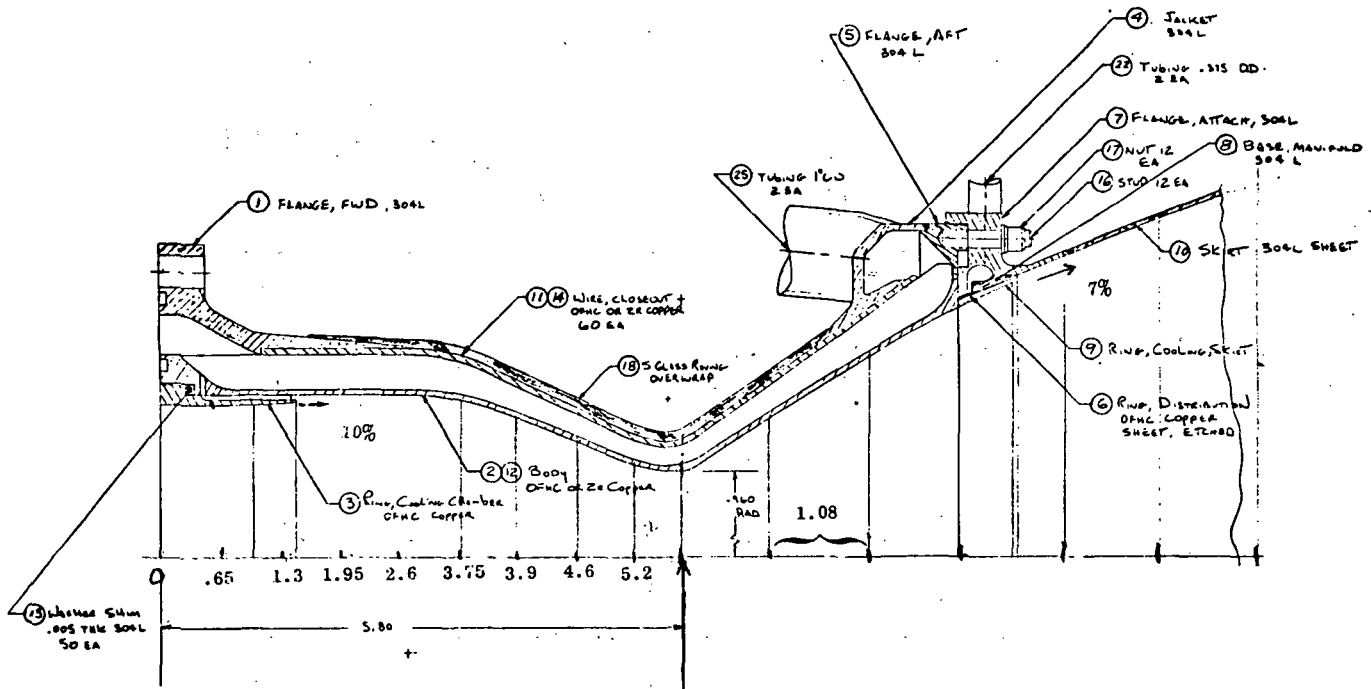 ④ JACKET
304 L
⑤ FLANGE, AFT
304 L
㉒ TUBING .375 OD.
2 EA
⑦ FLANGE, ATTACH, 304L
⑰ NUT 12
EA
⑧ BASE, MANIFOLD
304 L
⑯ STUD 12 EA
㉕ TUBING 1"
2 EA
① FLANGE, FWD, 304L
⑩ SKIRT 304L SHEET
7%
⑪ ⑭ WIRE, CLOSEOUT +
OFHC OR ZR COPPER
60 EA
⑱ S GLASS ROVING
OVERWRAP
⑨ RING, COOLING, SKIRT
⑥ RING, DISTRIBUTION
OFHC COPPER
SHEET, ETCHED
10%
② ⑫ BODY
OFHC OR ZR COPPER
③ RING, COOLING CHAMBER
OFHC COPPER
.960
RAD
1.08
0 .65 1.3 1.95 2.6 3.75 3.9 4.6 5.2
WASHER SHIM
.005 THK 304L
50 EA
5.80